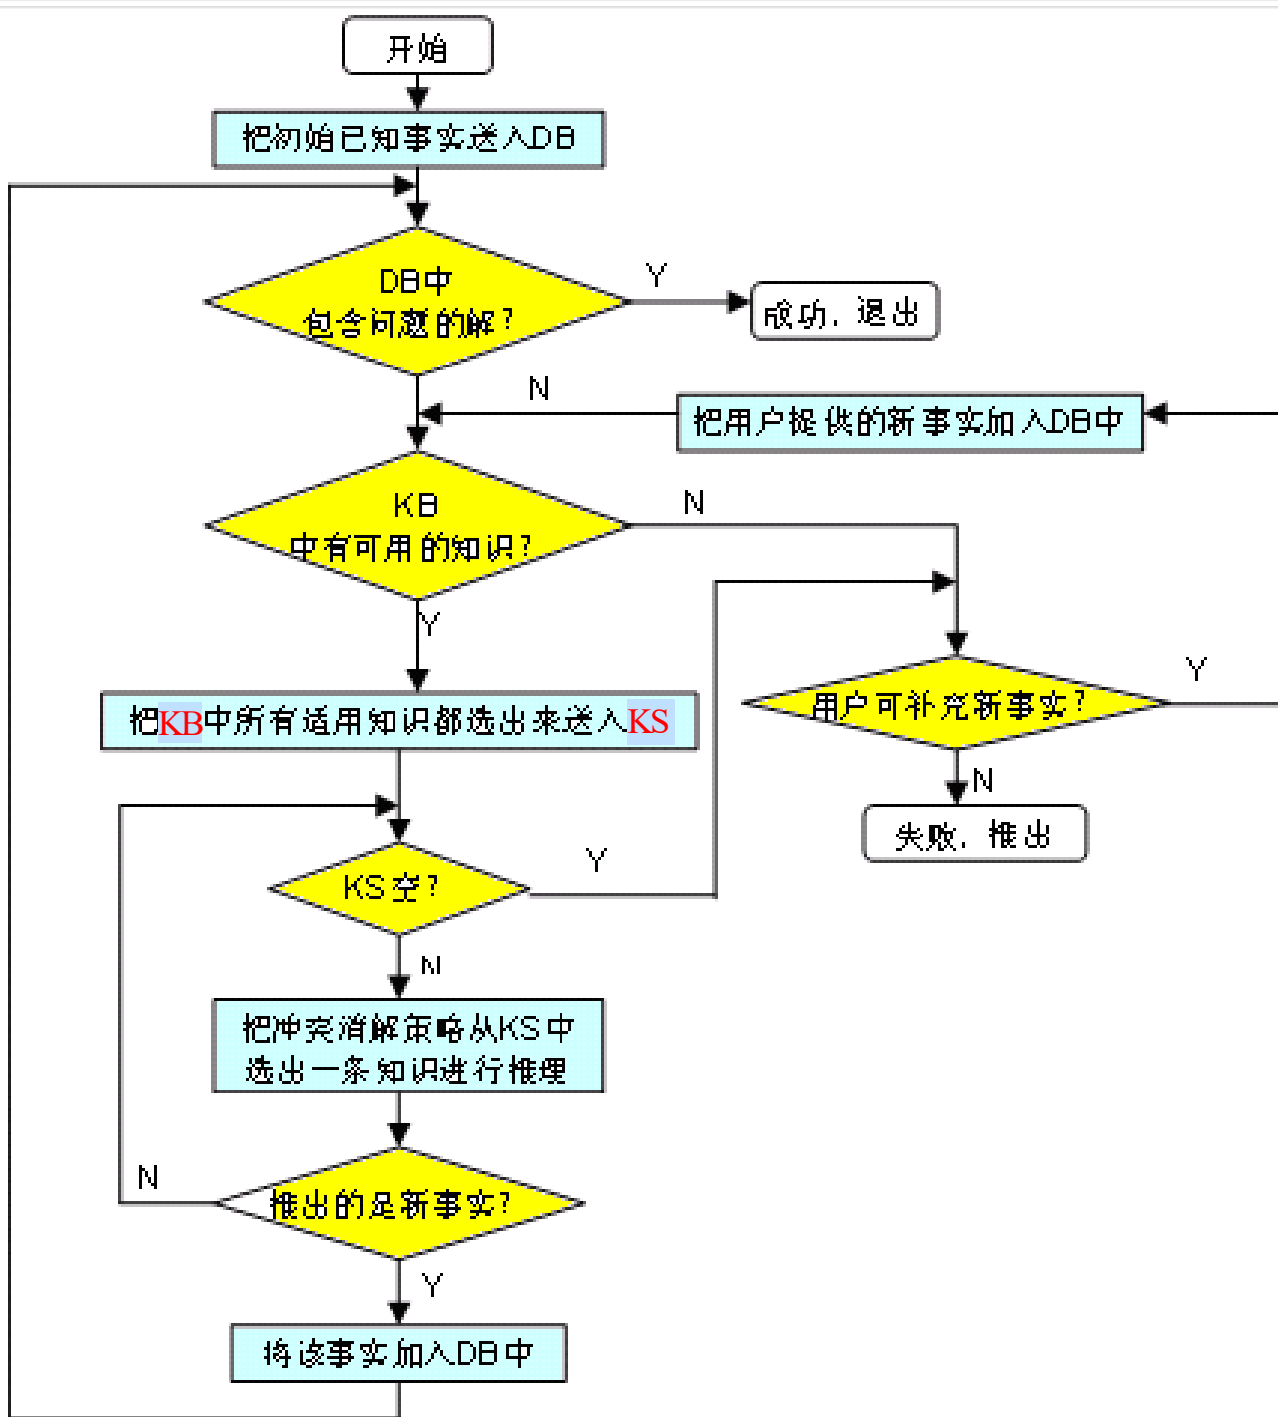 开始
把初始已知事实送入DB
DB中
包含问题的解?
Y
成功，退出
N
把用户提供的新事实加入DB中
KB
中有可用的知识?
N
Y
把KB中所有适用知识都选出来送入KS
用户可补充新事实?
Y
N
失败，推出
KS空?
Y
N
把冲突消解策略从KS中
选出一条知识进行推理
推出的是新事实?
N
Y
将该事实加入DB中